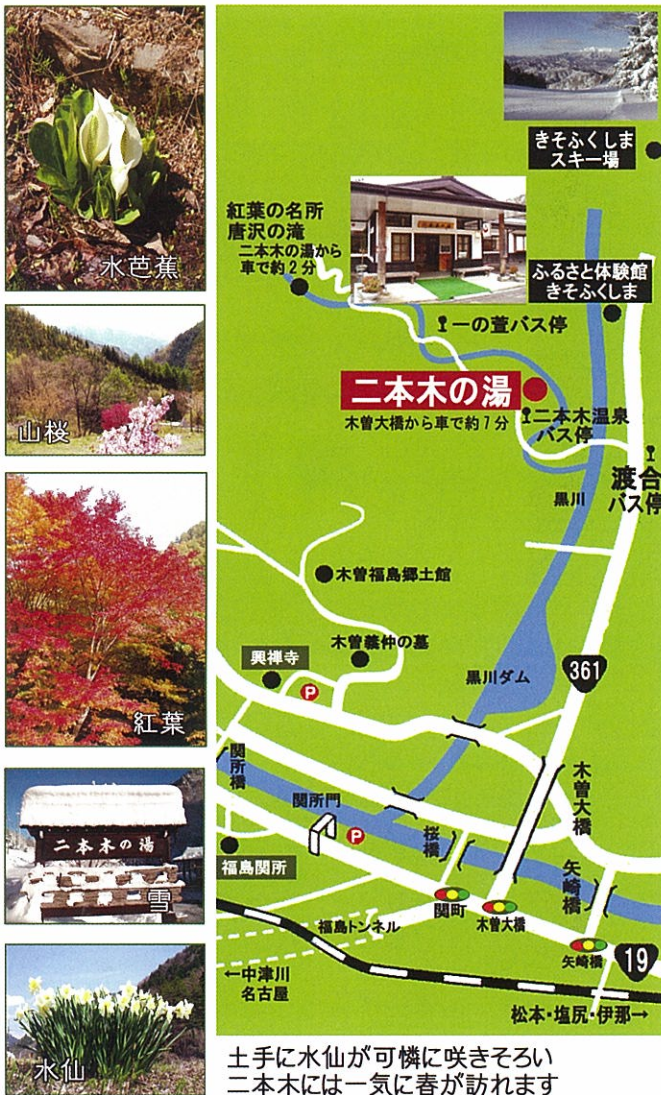 水芭蕉
山桜
紅葉
二本木の湯
雪
水仙
きそふくしま
スキー場
紅葉の名所
唐沢の滝
二本木の湯から
車で約2分
ふるさと体験館
きそふくしま
一の萱バス停
二本木の湯
木曽大橋から車で約7分
二本木温泉
バス停
渡合
バス停
黒川
木曽福島郷土館
木曽義仲の墓
興禅寺
P
黒川ダム
361
関所橋
関所門
P
桜橋
木曽大橋
矢崎橋
福島関所
関町
木曽大橋
矢崎橋
福島トンネル
19
←中津川
名古屋
松本・塩尻・伊那→
土手に水仙が可憐に咲きそろい
二本木には一気に春が訪れます